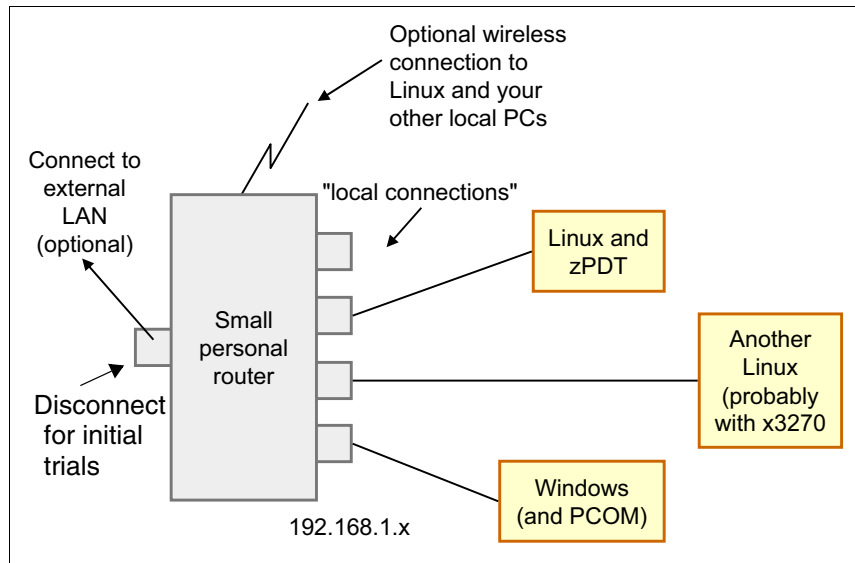 Optional wireless
connection to
Linux and your
other local PCs
Connect to
external
LAN
(optional)
"local connections"
Linux and
zPDT
Small
personal
router
Another
Linux
(probably
with x3270
Disconnect
for initial
trials
Windows
(and PCOM)
192.168.1.x